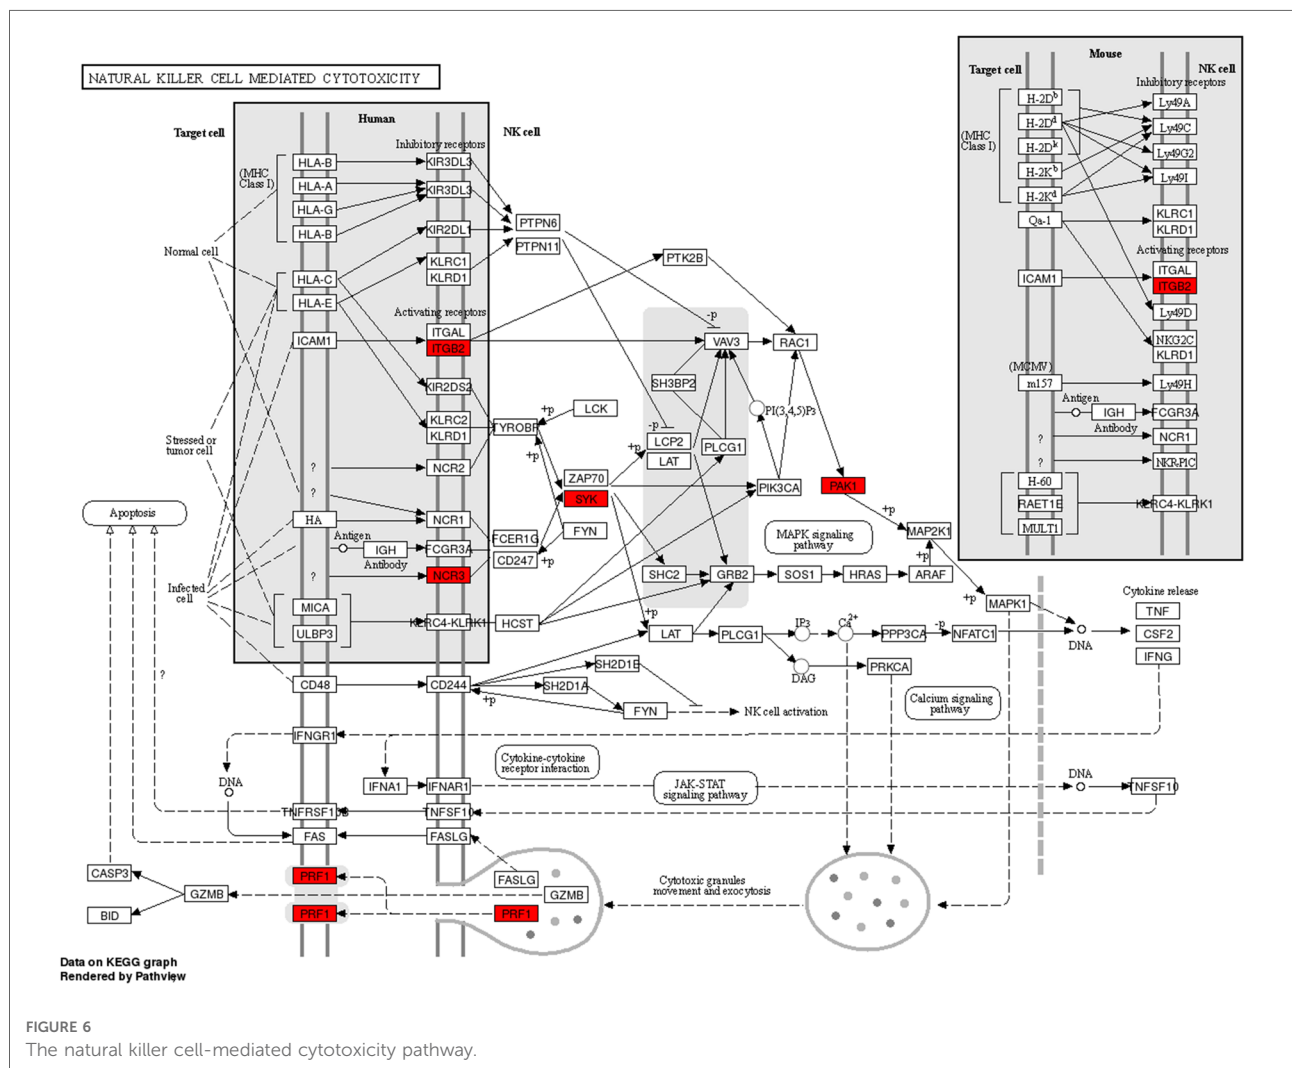 NATURAL KILLER CELL MEDIATED CYTOTOXICITY
Target cell
Human
NK cell
Inhibitory receptors
(MHC
Class I)
HLA-B
KIR3DL3
HLA-A
KIR3DL3
HLA-G
HLA-B
KIR2DL1
PTPN6
PTPN11
Normal cell
KLRC1
KLRD1
PTK2B
HLA-C
HLA-E
Activating receptors
ICAM1
ITGAL
ITGB2
-p
VAV3
RAC1
KIR2DS2
SH3BP2
PI(3,4,5)P3
LCK
+p
KLRC2
KLRD1
TYROBP
-p
LCP2
LAT
PLCG1
+p
+p
Stressed or
tumor cell
?
NCR2
ZAP70
SYK
PIK3CA
PAK1
?
Apoptosis
HA
NCR1
FYN
+p
MAPK signaling
pathway
MAP2K1
Antigen
IGH
Antibody
FCGR3A
FCER1G
CD247
+p
+p
?
NCR3
SHC2
GRB2
SOS1
HRAS
ARAF
Infected
cell
MICA
ULBP3
KLRC4-KLRK1
HCST
+p
LAT
PLCG1
IP3
Ca2+
PPP3CA
-p
NFATC1
+p
MAPK1
DNA
Cytokine release
TNF
CSF2
IFNG
DAG
PRKCA
?
CD48
CD244
+p
SH2D1B
SH2D1A
FYN
NK cell activation
Calcium signaling
pathway
IFNGR1
Cytokine-cytokine
receptor interaction
DNA
IFNA1
IFNAR1
JAK-STAT
signaling pathway
DNA
TNFSF10
TNFRSF10B
TNFSF10
FAS
FASLG
CASP3
BID
GZMB
PRF1
PRF1
FASLG
GZMB
PRF1
Cytotoxic granules
movement and exocytosis
Mouse
Target cell
NK cell
Inhibitory receptors
(MHC
Class I)
H-2Db
Ly49A
H-2Dd
Ly49C
H-2Dk
Ly49G2
H-2Kb
Ly49I
H-2Kd
Qa-1
KLRC1
KLRD1
Activating receptors
ICAM1
ITGAL
ITGB2
Ly49D
NKG2C
KLRD1
(MCMV)
m157
Ly49H
Antigen
IGH
Antibody
FCGR3A
?
NCR1
?
NKR-P1C
H-60
RAET1E
MULT1
KLRC4-KLRK1
Data on KEGG graph
Rendered by Pathview
FIGURE 6
The natural killer cell-mediated cytotoxicity pathway.